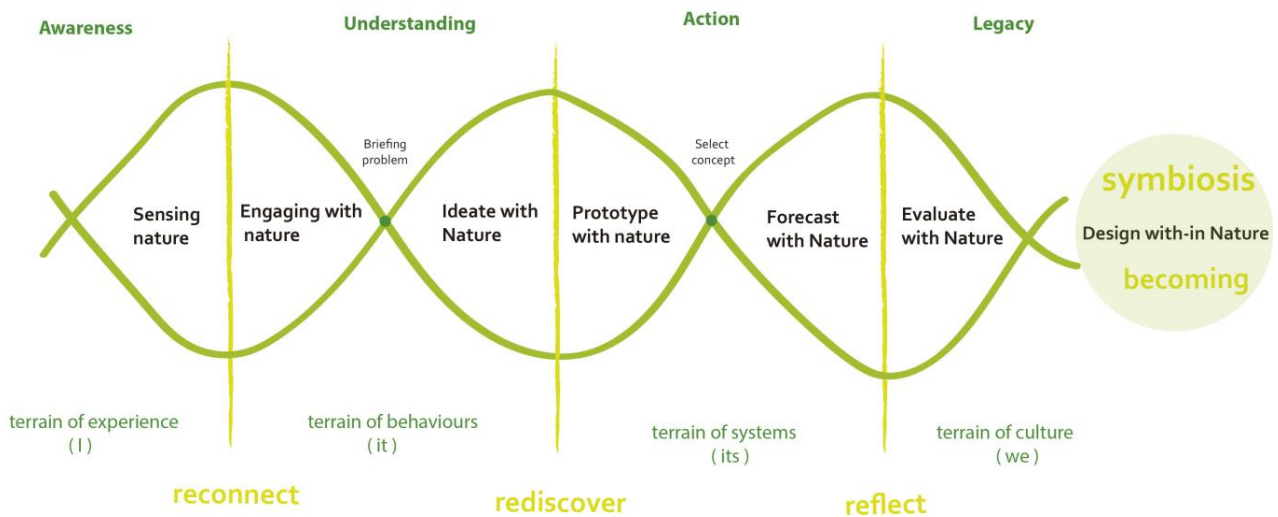 Awareness
Understanding
Action
Legacy
Briefing
problem
Select
concept
Sensing
nature
Engaging with
nature
Ideate with
Nature
Prototype
with nature
Forecast
with Nature
Evaluate
with Nature
symbiosis
Design with-in Nature
becoming
terrain of experience
( I )
terrain of behaviours
( it )
terrain of systems
( its )
terrain of culture
( we )
reconnect
rediscover
reflect